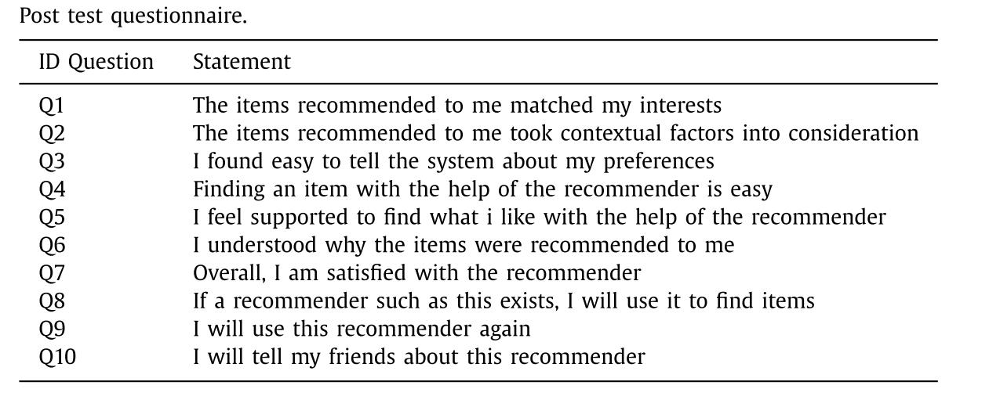 Post test questionnaire.
ID Question Statement
Q1 The items recommended to me matched my interests
Q2 The items recommended to me took contextual factors into consideration
Q3 I found easy to tell the system about my preferences
Q4 Finding an item with the help of the recommender is easy
Q5 I feel supported to find what i like with the help of the recommender
Q6 I understood why the items were recommended to me
Q7 Overall, I am satisfied with the recommender
Q8 If a recommender such as this exists, I will use it to find items
Q9 I will use this recommender again
Q10 I will tell my friends about this recommender